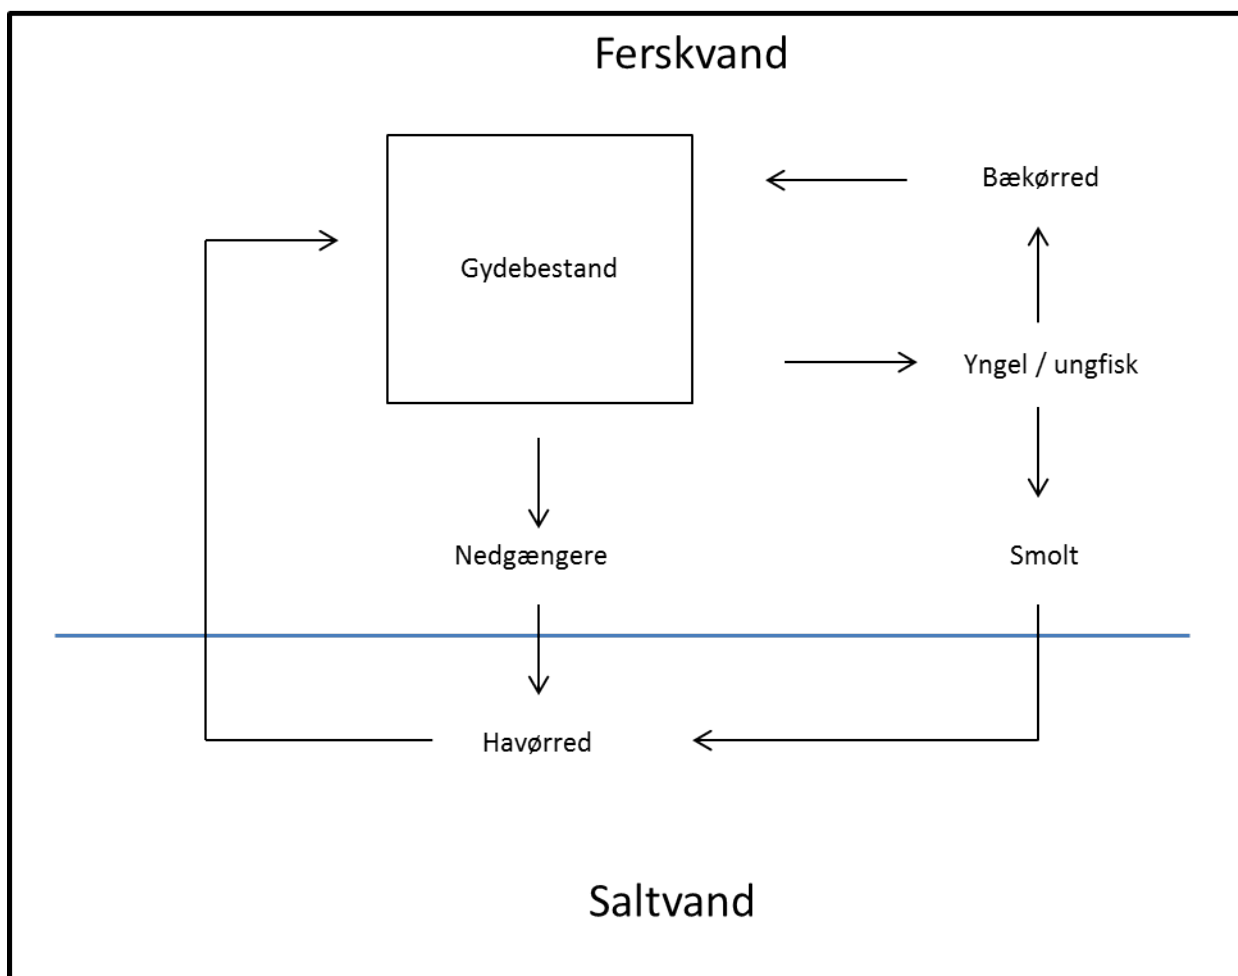 Ferskvand
Bækørred
Gydebestand
Yngel / ungfisk
Nedgængere
Smolt
Havørred
Saltvand